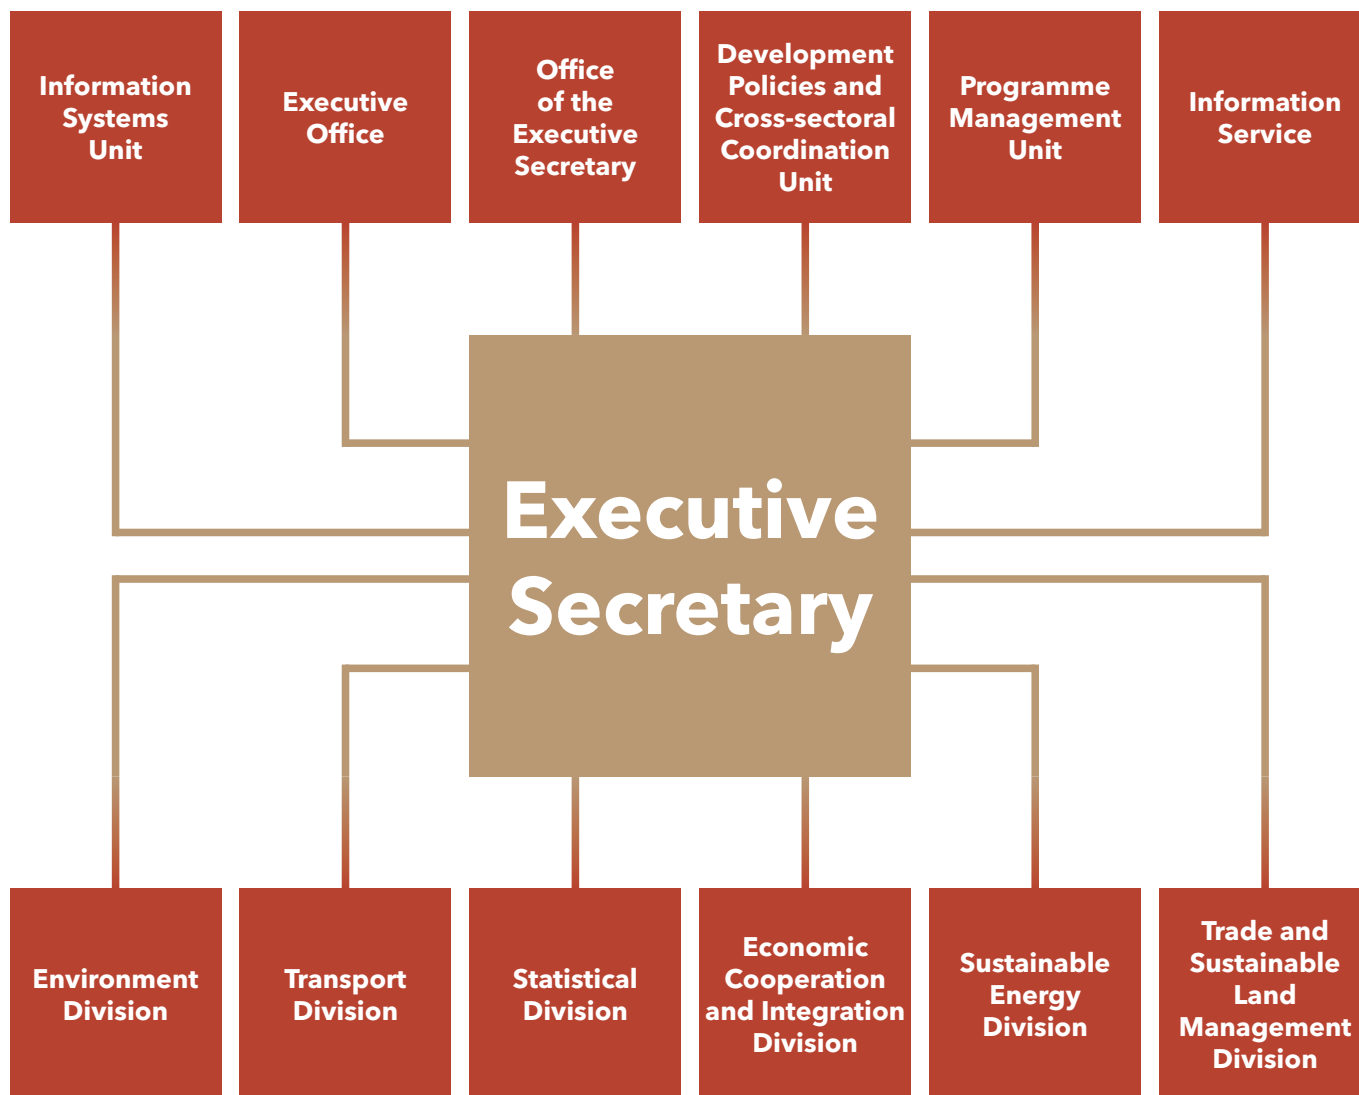 Information
Systems
Unit
Executive
Office
Office
of the
Executive
Secretary
Development
Policies and
Cross-sectoral
Coordination
Unit
Programme
Management
Unit
Information
Service
Executive
Secretary
Environment
Division
Transport
Division
Statistical
Division
Economic
Cooperation
and Integration
Division
Sustainable
Energy
Division
Trade and
Sustainable
Land
Management
Division